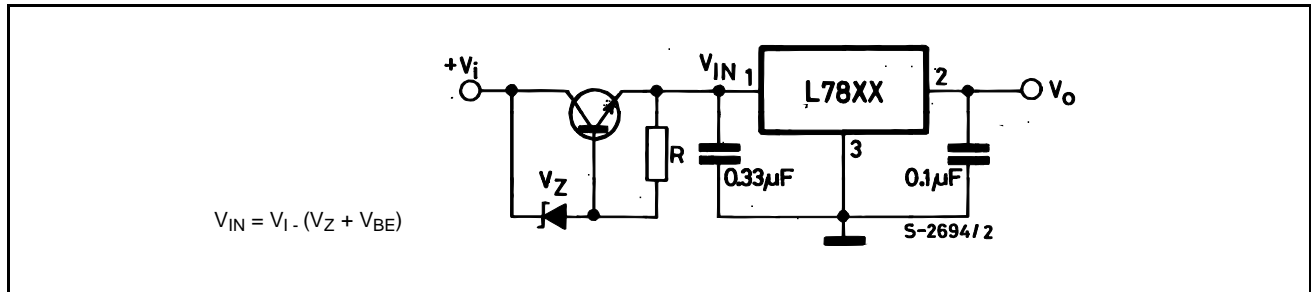 +Vi
VIN 1
L78XX
2
Vo
3
R
0.33µF
0.1µF
VZ
VIN = VI - (VZ + VBE)
S-2694/2